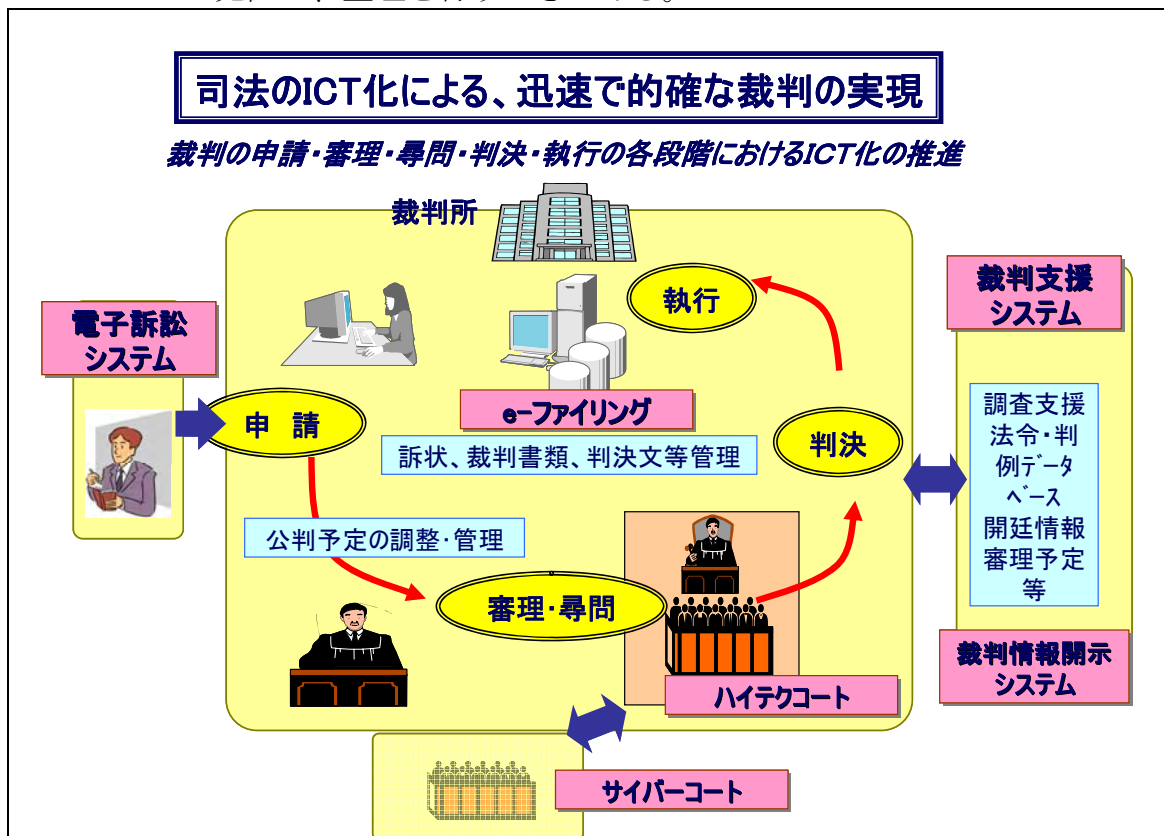 司法のICT化による、迅速で的確な裁判の実現
裁判の申請・審理・尋問・判決・執行の各段階におけるICT化の推進
裁判所
執行
裁判支援
システム
電子訴訟
システム
申 請
e-ファイリング
訴状、裁判書類、判決文等管理
判決
調査支援
法令・判
例データ
ベース
開廷情報
審理予定
等
公判予定の調整・管理
審理・尋問
裁判情報開示
システム
ハイテクコート
サイバーコート